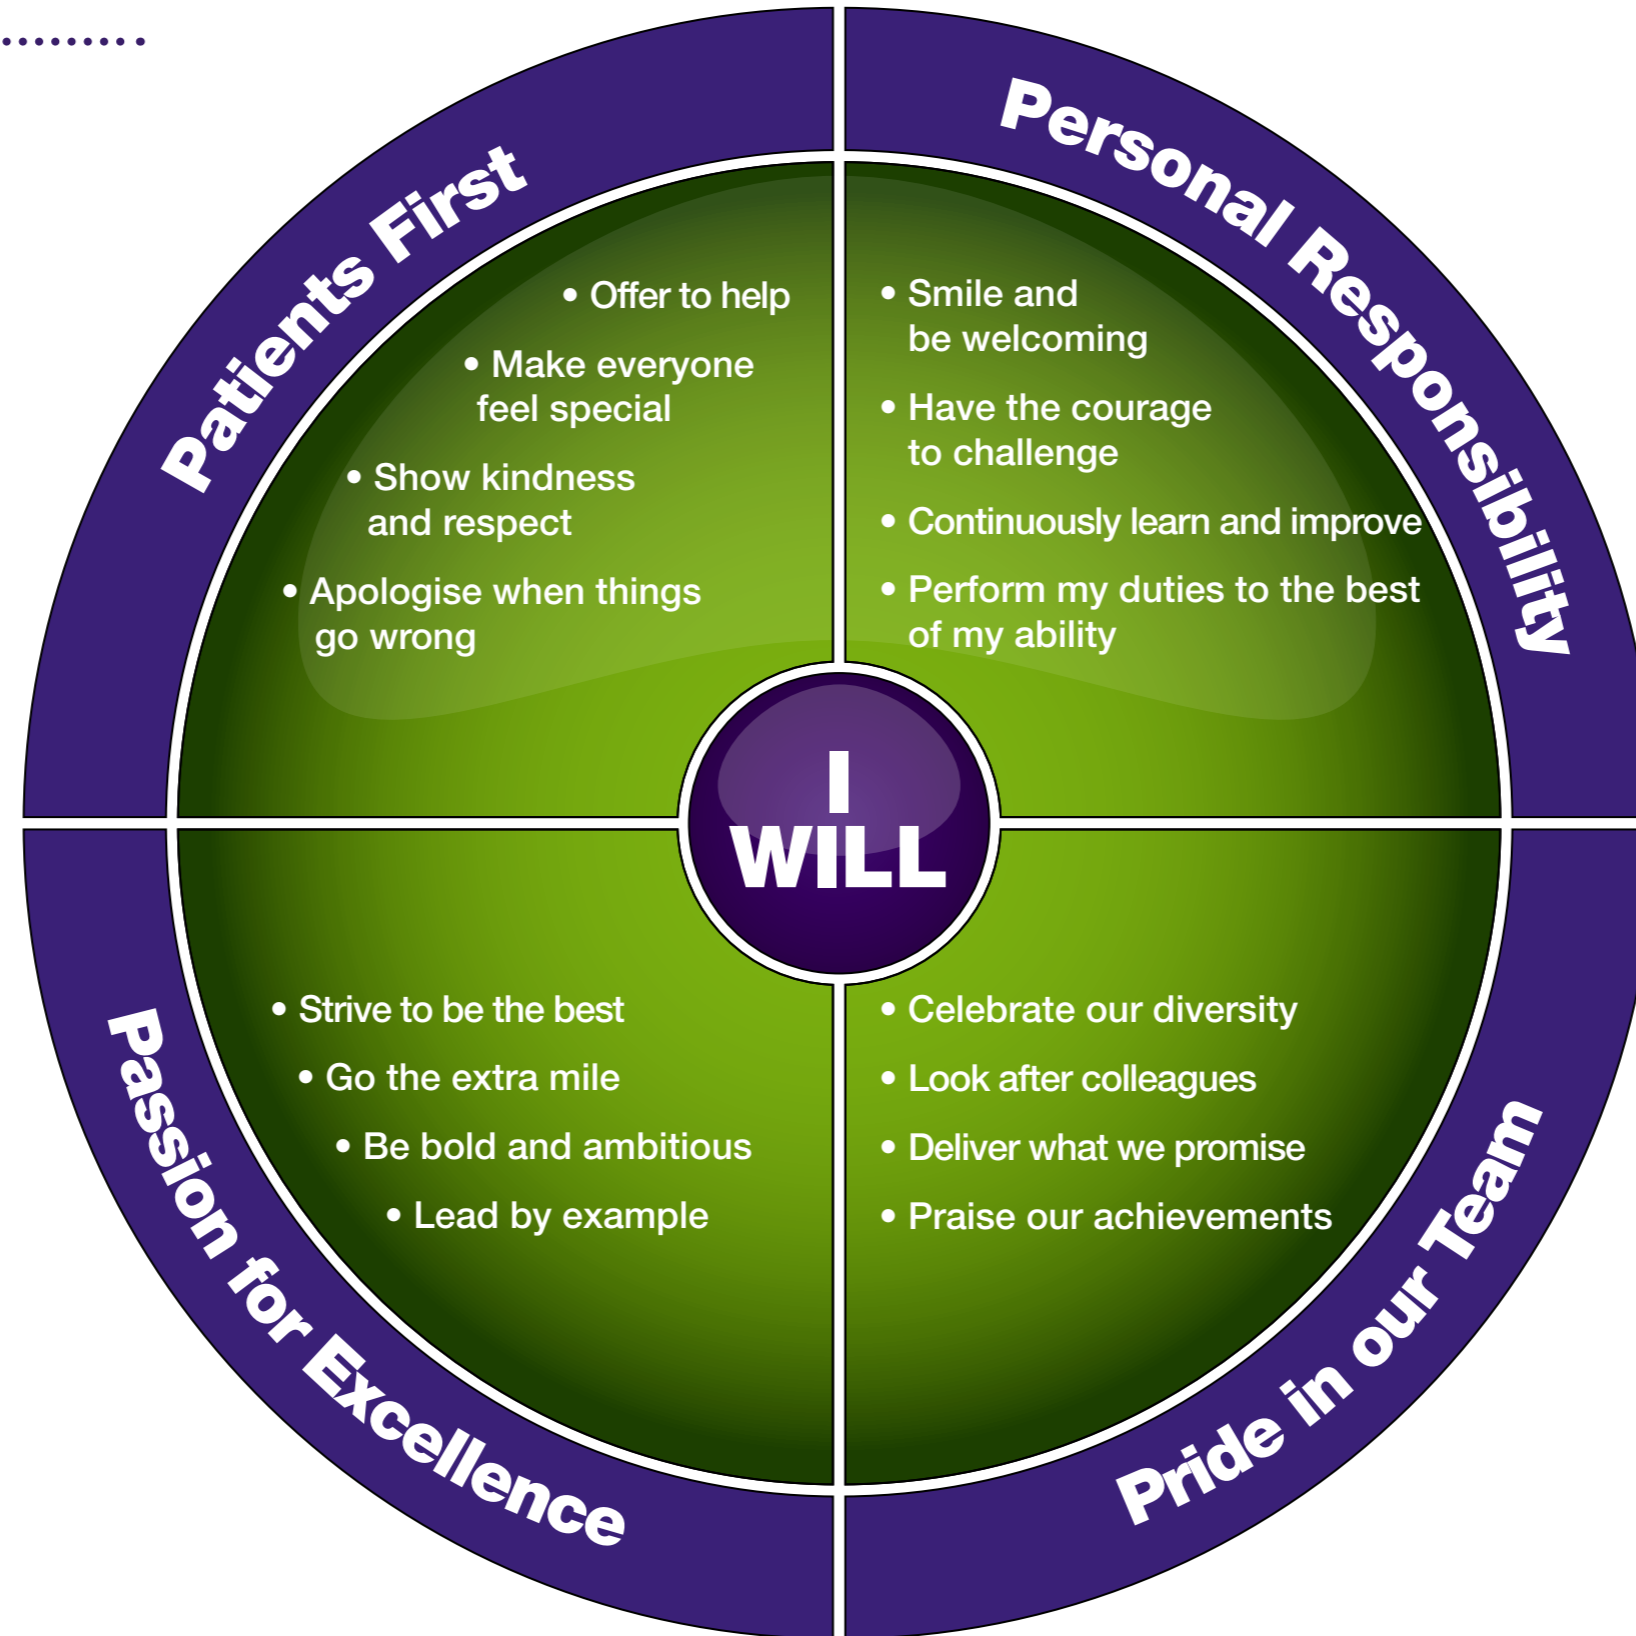 Patients First
• Offer to help
• Make everyone
feel special
• Show kindness
and respect
• Apologise when things
go wrong
Personal Responsibility
• Smile and
be welcoming
• Have the courage
to challenge
• Continuously learn and improve
• Perform my duties to the best
of my ability
I
WILL
Passion for Excellence
• Strive to be the best
• Go the extra mile
• Be bold and ambitious
• Lead by example
Pride in our Team
• Celebrate our diversity
• Look after colleagues
• Deliver what we promise
• Praise our achievements